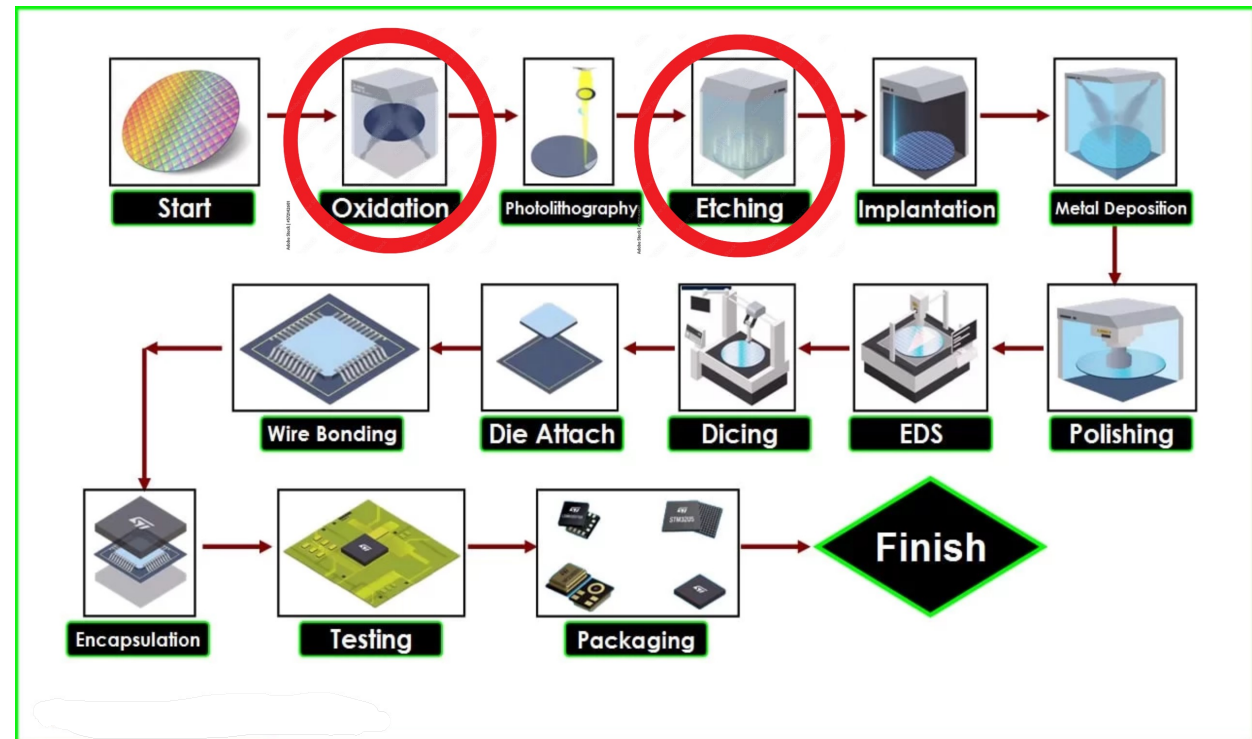 Start
Oxidation
Photolithography
Etching
Implantation
Metal Deposition
Wire Bonding
Die Attach
Dicing
EDS
Polishing
Encapsulation
Testing
Packaging
Finish